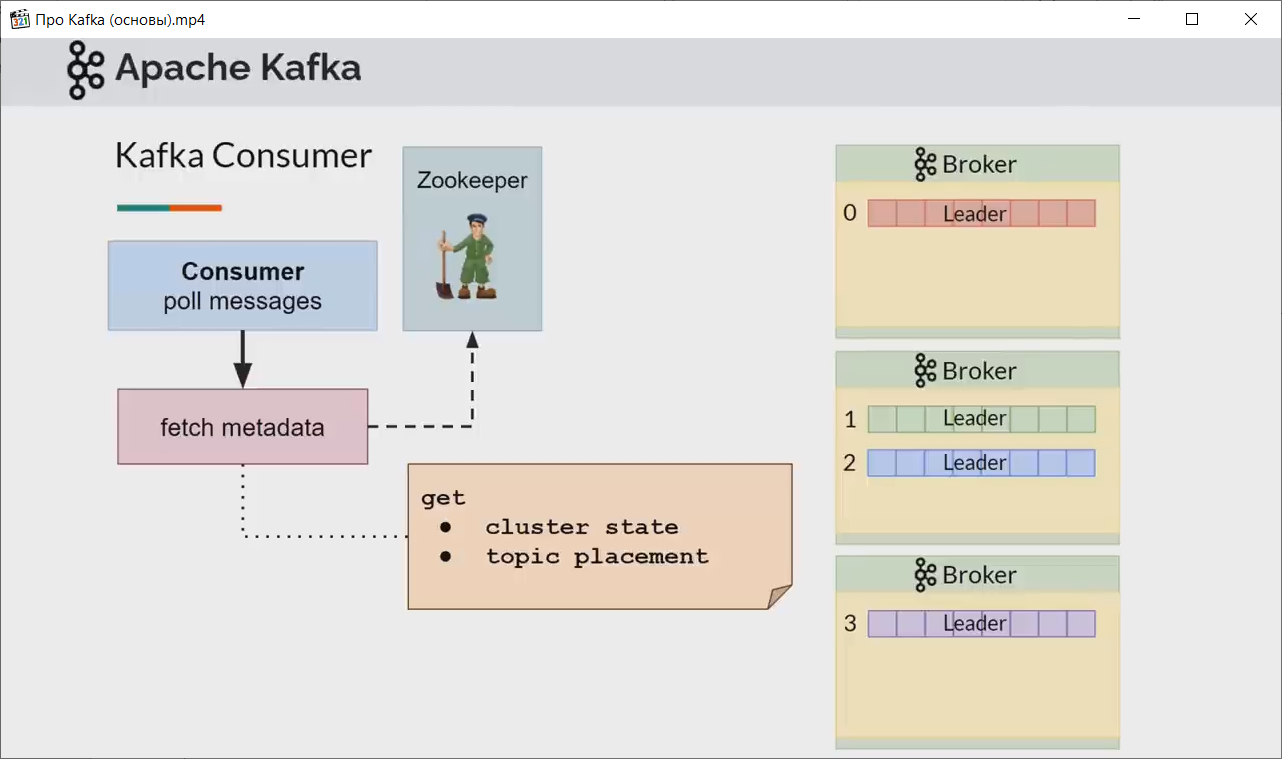 Про Kafka (основы).mp4
Apache Kafka
Kafka Consumer
Consumer
poll messages
fetch metadata
Zookeeper
get
● cluster state
● topic placement
Broker
0 Leader
Broker
1 Leader
2 Leader
Broker
3 Leader